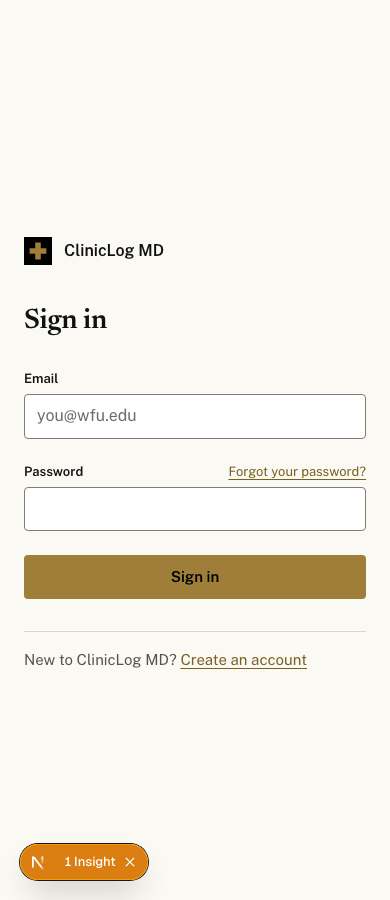 ClinicLog MD
Sign in
Email
you@wfu.edu
Password Forgot your password?
Sign in
New to ClinicLog MD? Create an account
N 1 Insight ×